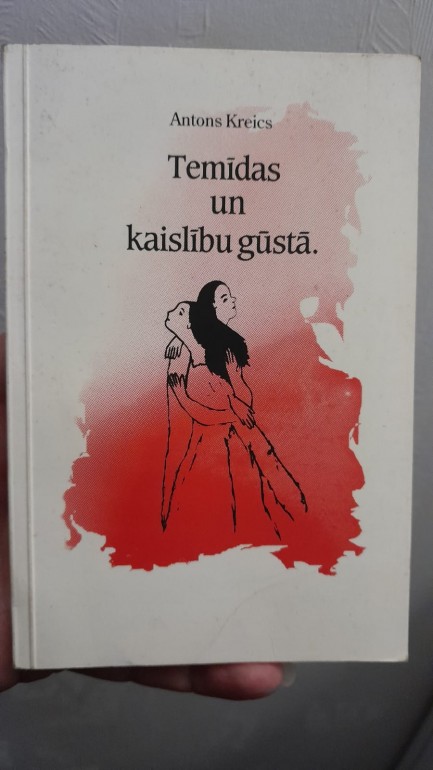 Antons Kreics
Temīdas
un
kaislību gūstā.